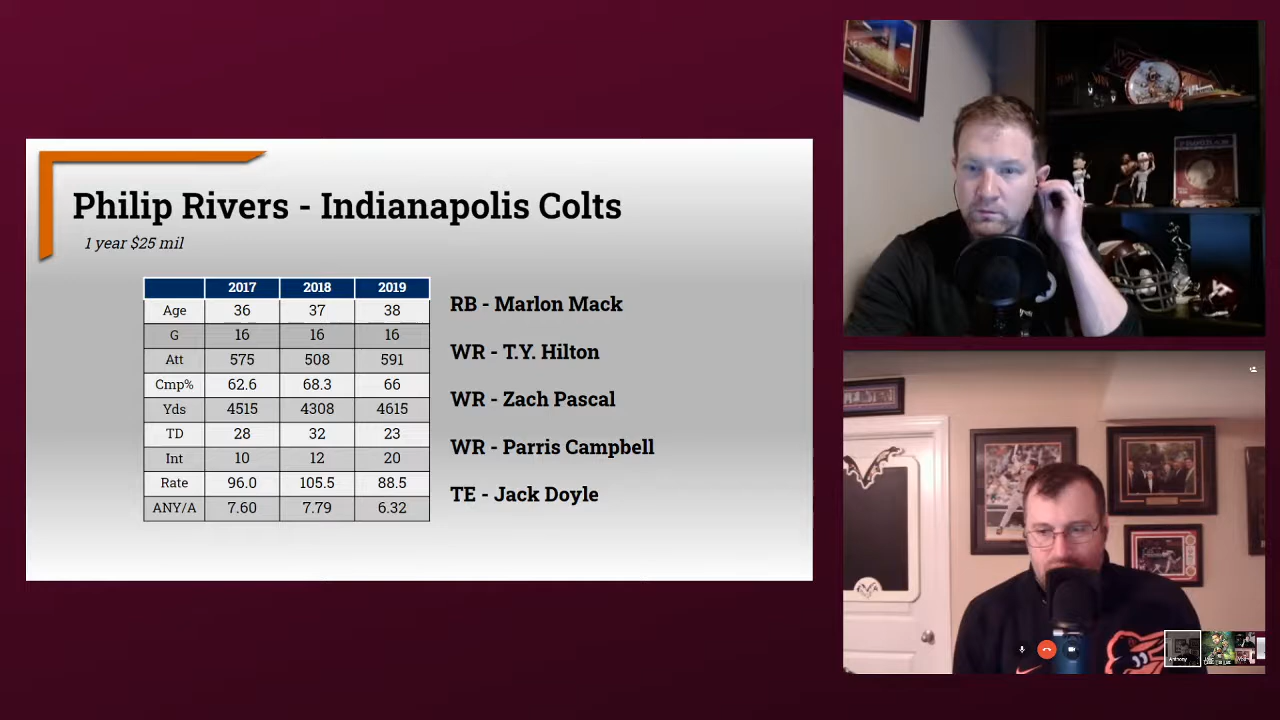 Philip Rivers - Indianapolis Colts
1 year $25 mil
2017 2018 2019
Age 36 37 38
G 16 16 16
Att 575 508 591
Cmp% 62.6 68.3 66
Yds 4515 4308 4615
TD 28 32 23
Int 10 12 20
Rate 96.0 105.5 88.5
ANY/A 7.60 7.79 6.32
RB - Marlon Mack
WR - T.Y. Hilton
WR - Zach Pascal
WR - Parris Campbell
TE - Jack Doyle
PROGRAM
Anthony